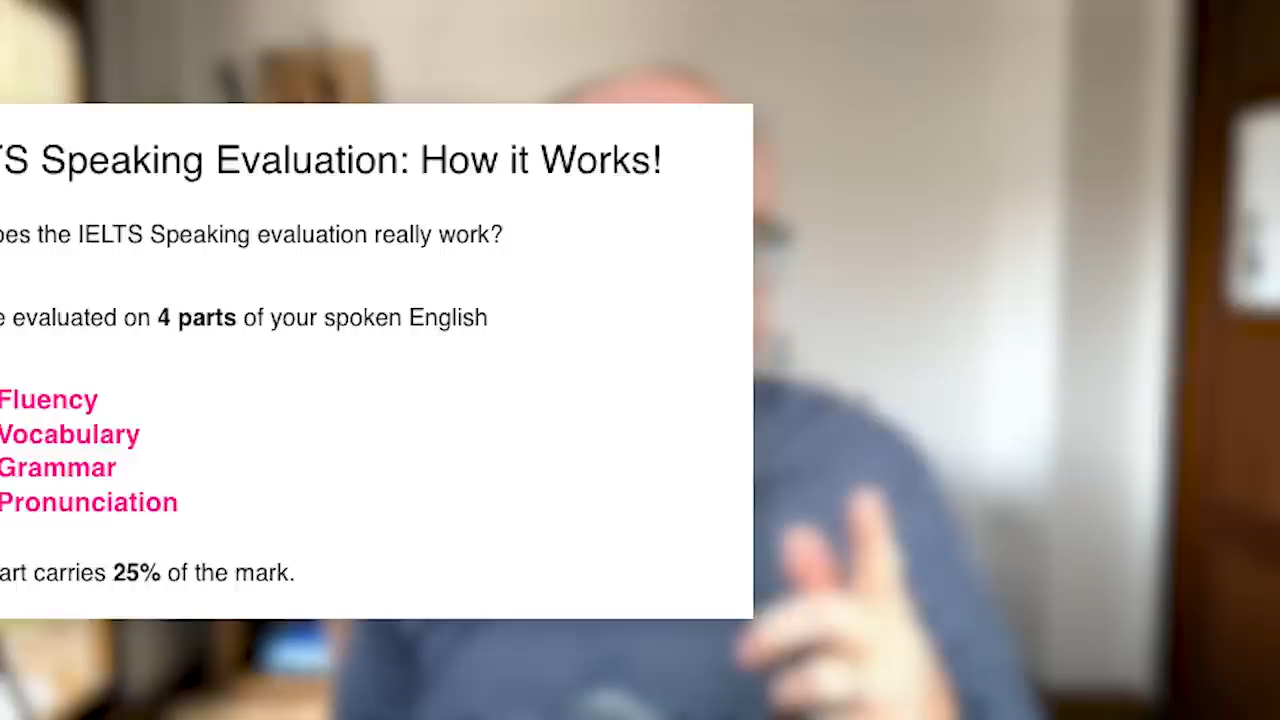 TS Speaking Evaluation: How it Works!
oes the IELTS Speaking evaluation really work?
e evaluated on 4 parts of your spoken English
Fluency
Vocabulary
Grammar
Pronunciation
art carries 25% of the mark.